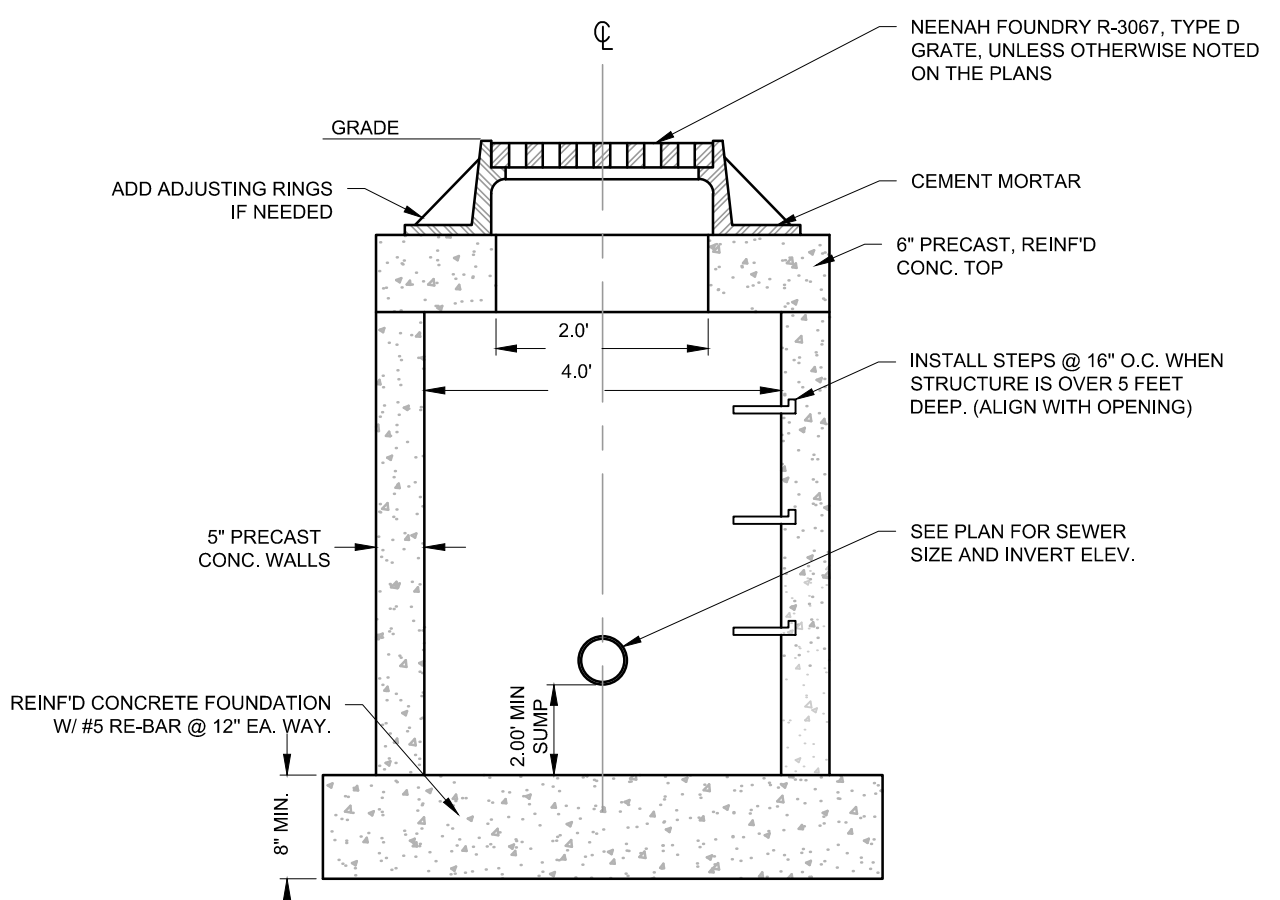 ℄
NEENAH FOUNDRY R-3067, TYPE D
GRATE, UNLESS OTHERWISE NOTED
ON THE PLANS
GRADE
ADD ADJUSTING RINGS
IF NEEDED
CEMENT MORTAR
6" PRECAST, REINF'D
CONC. TOP
2.0'
4.0'
INSTALL STEPS @ 16" O.C. WHEN
STRUCTURE IS OVER 5 FEET
DEEP. (ALIGN WITH OPENING)
5" PRECAST
CONC. WALLS
SEE PLAN FOR SEWER
SIZE AND INVERT ELEV.
REINF'D CONCRETE FOUNDATION
W/ #5 RE-BAR @ 12" EA. WAY.
2.00' MIN
SUMP
8" MIN.